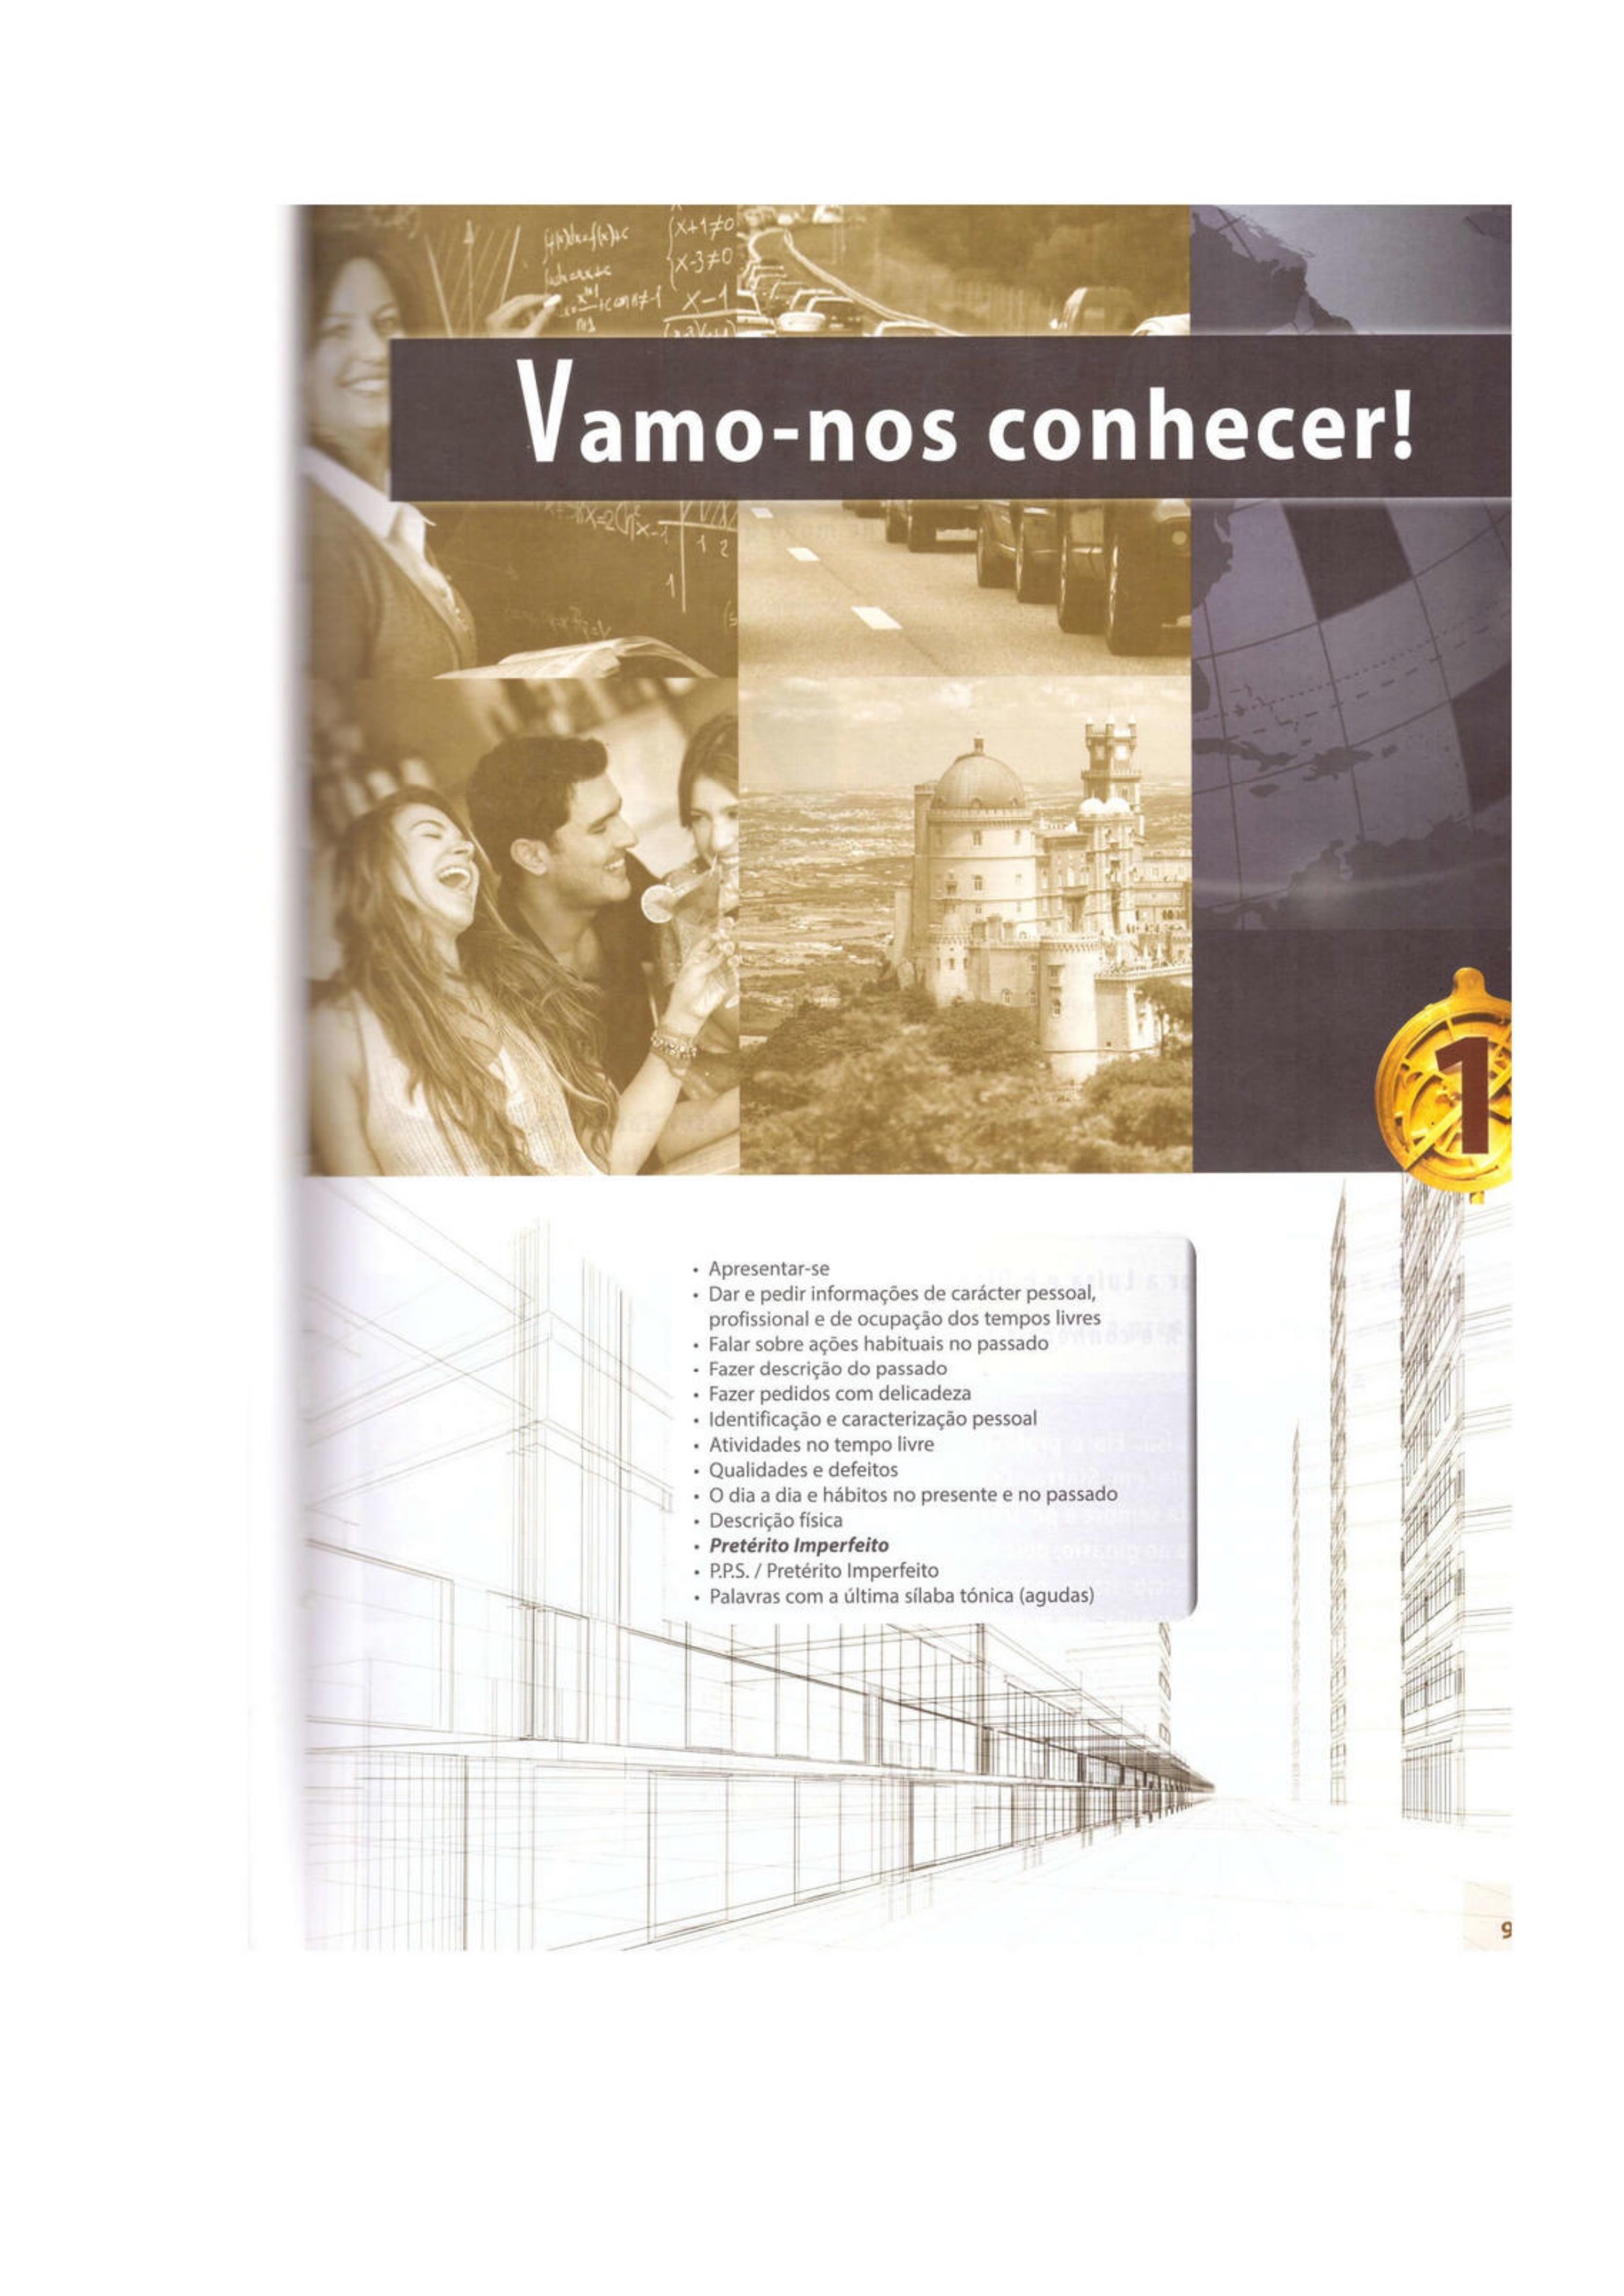 Vamo-nos conhecer!
1
• Apresentar-se
• Dar e pedir informações de carácter pessoal,
profissional e de ocupação dos tempos livres
• Falar sobre ações habituais no passado
• Fazer descrição do passado
• Fazer pedidos com delicadeza
• Identificação e caracterização pessoal
• Atividades no tempo livre
• Qualidades e defeitos
• O dia a dia e hábitos no presente e no passado
• Descrição física
• Pretérito Imperfeito
• P.P.S. / Pretérito Imperfeito
• Palavras com a última sílaba tónica (agudas)
9